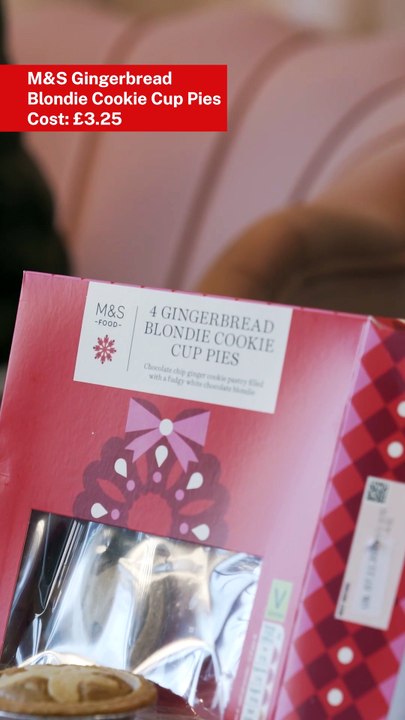 M&S Gingerbread
Blondie Cookie Cup Pies
Cost: £3.25
M&S
-FOOD-
4 GINGERBREAD
BLONDIE COOKIE
CUP PIES
Chocolate chip ginger cookie pastry filled
with a fudgy white chocolate blondie
V